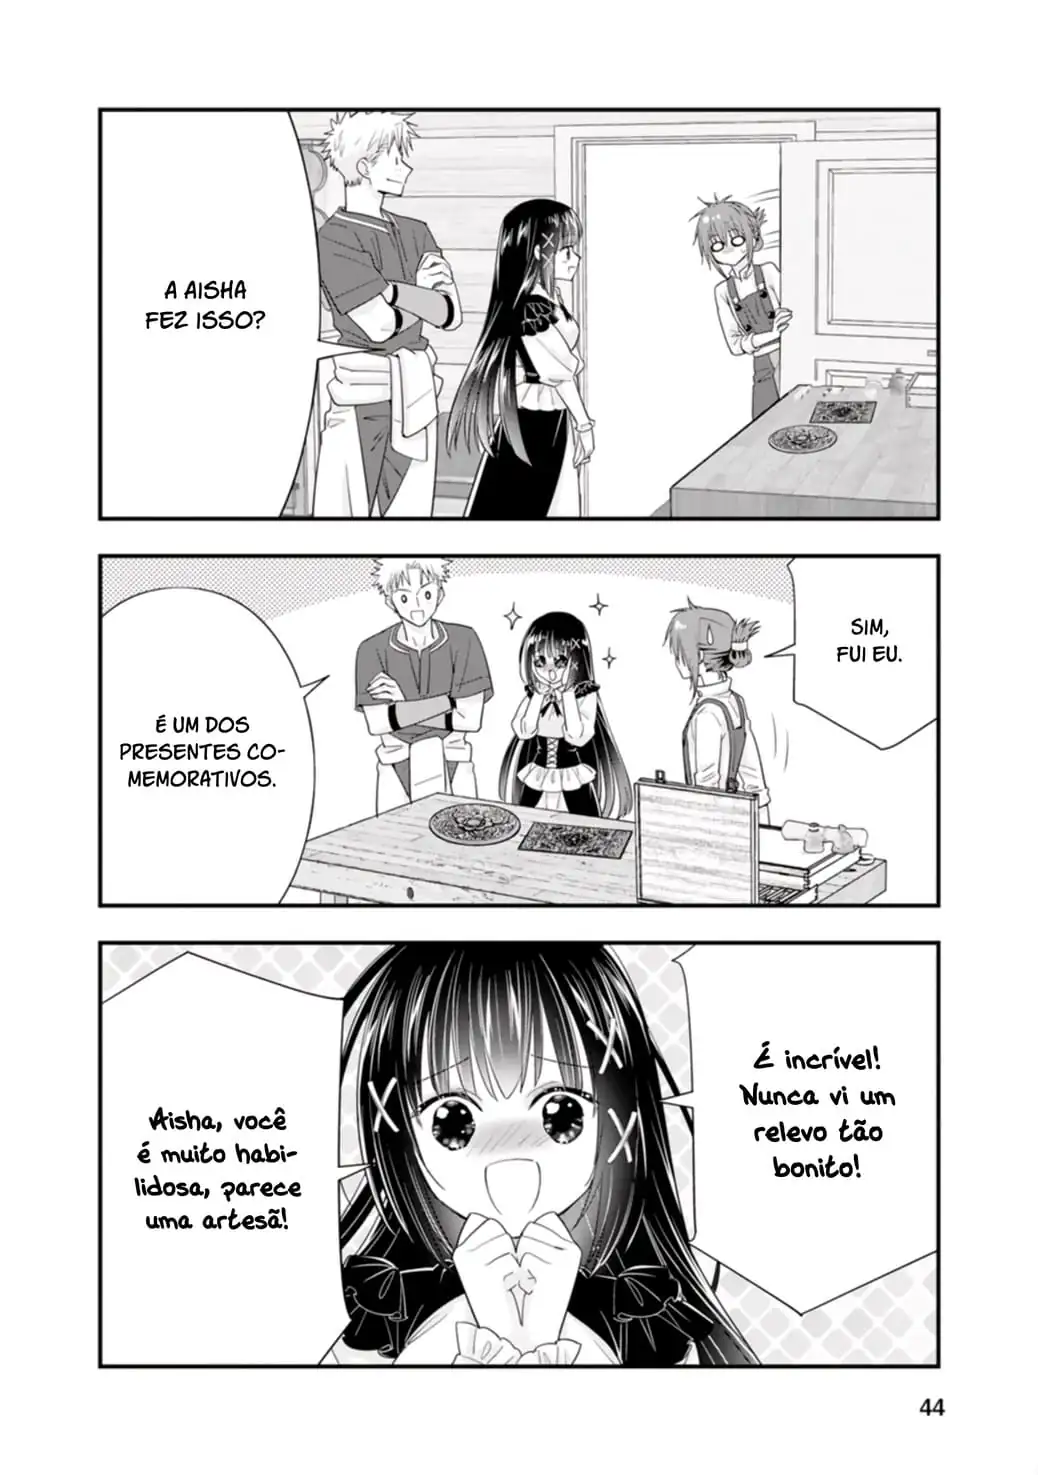 A AISHA
FEZ ISSO?
SIM,
FUI EU.
É UM DOS
PRESENTES CO-
MEMORATIVOS.
É incrível!
Nunca vi um
relevo tão
bonito!
Aisha, você
é muito habi-
lidosa, parece
uma artesã!
44